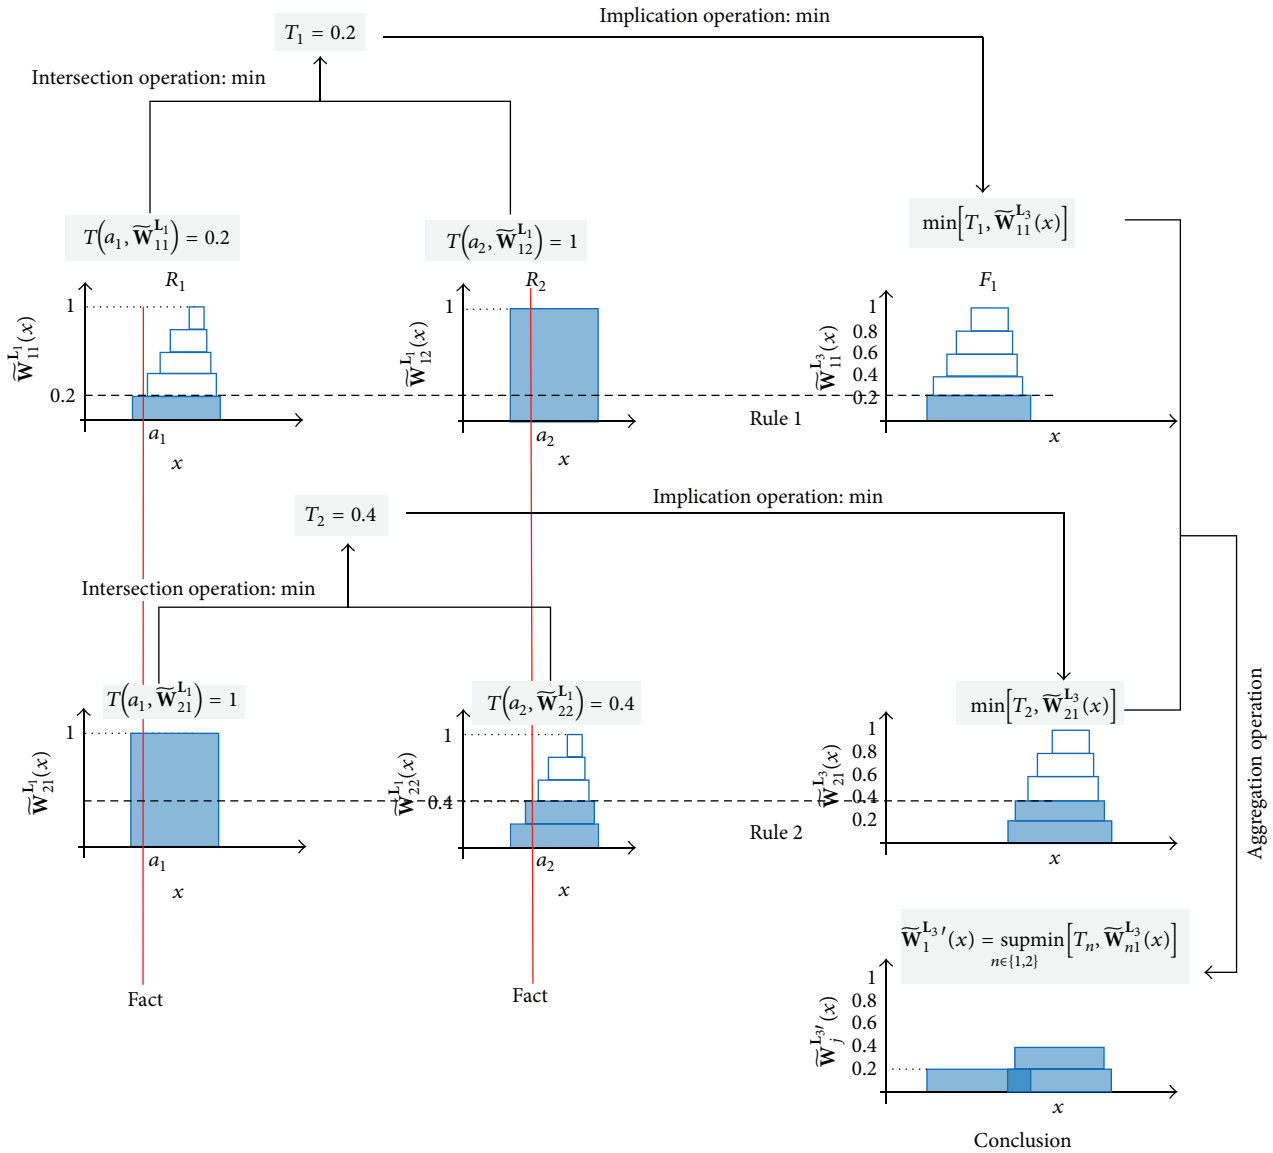 Implication operation: min
T₁ = 0.2
Intersection operation: min
T(a₁, W̃₁₁^L₁) = 0.2
T(a₂, W̃₁₂^L₁) = 1
min[T₁, W̃₁₁^L₃(x)]
R₁
R₂
F₁
W̃₁₁^L₁(x)
1
0.2
a₁
x
W̃₁₂^L₁(x)
1
a₂
x
Rule 1
W̃₁₁^L₃(x)
1
0.8
0.6
0.4
0.2
x
Implication operation: min
T₂ = 0.4
Intersection operation: min
T(a₁, W̃₂₁^L₁) = 1
T(a₂, W̃₂₂^L₁) = 0.4
min[T₂, W̃₂₁^L₃(x)]
W̃₂₁^L₁(x)
1
a₁
x
W̃₂₂^L₁(x)
1
0.4
a₂
x
Rule 2
W̃₂₁^L₃(x)
1
0.8
0.6
0.4
0.2
x
Aggregation operation
Fact
Fact
W̃₁^L₃′(x) = supmin[Tₙ, W̃ₙ₁^L₃(x)]
n∈{1,2}
W̃ⱼ^L₃′(x)
1
0.8
0.6
0.4
0.2
x
Conclusion